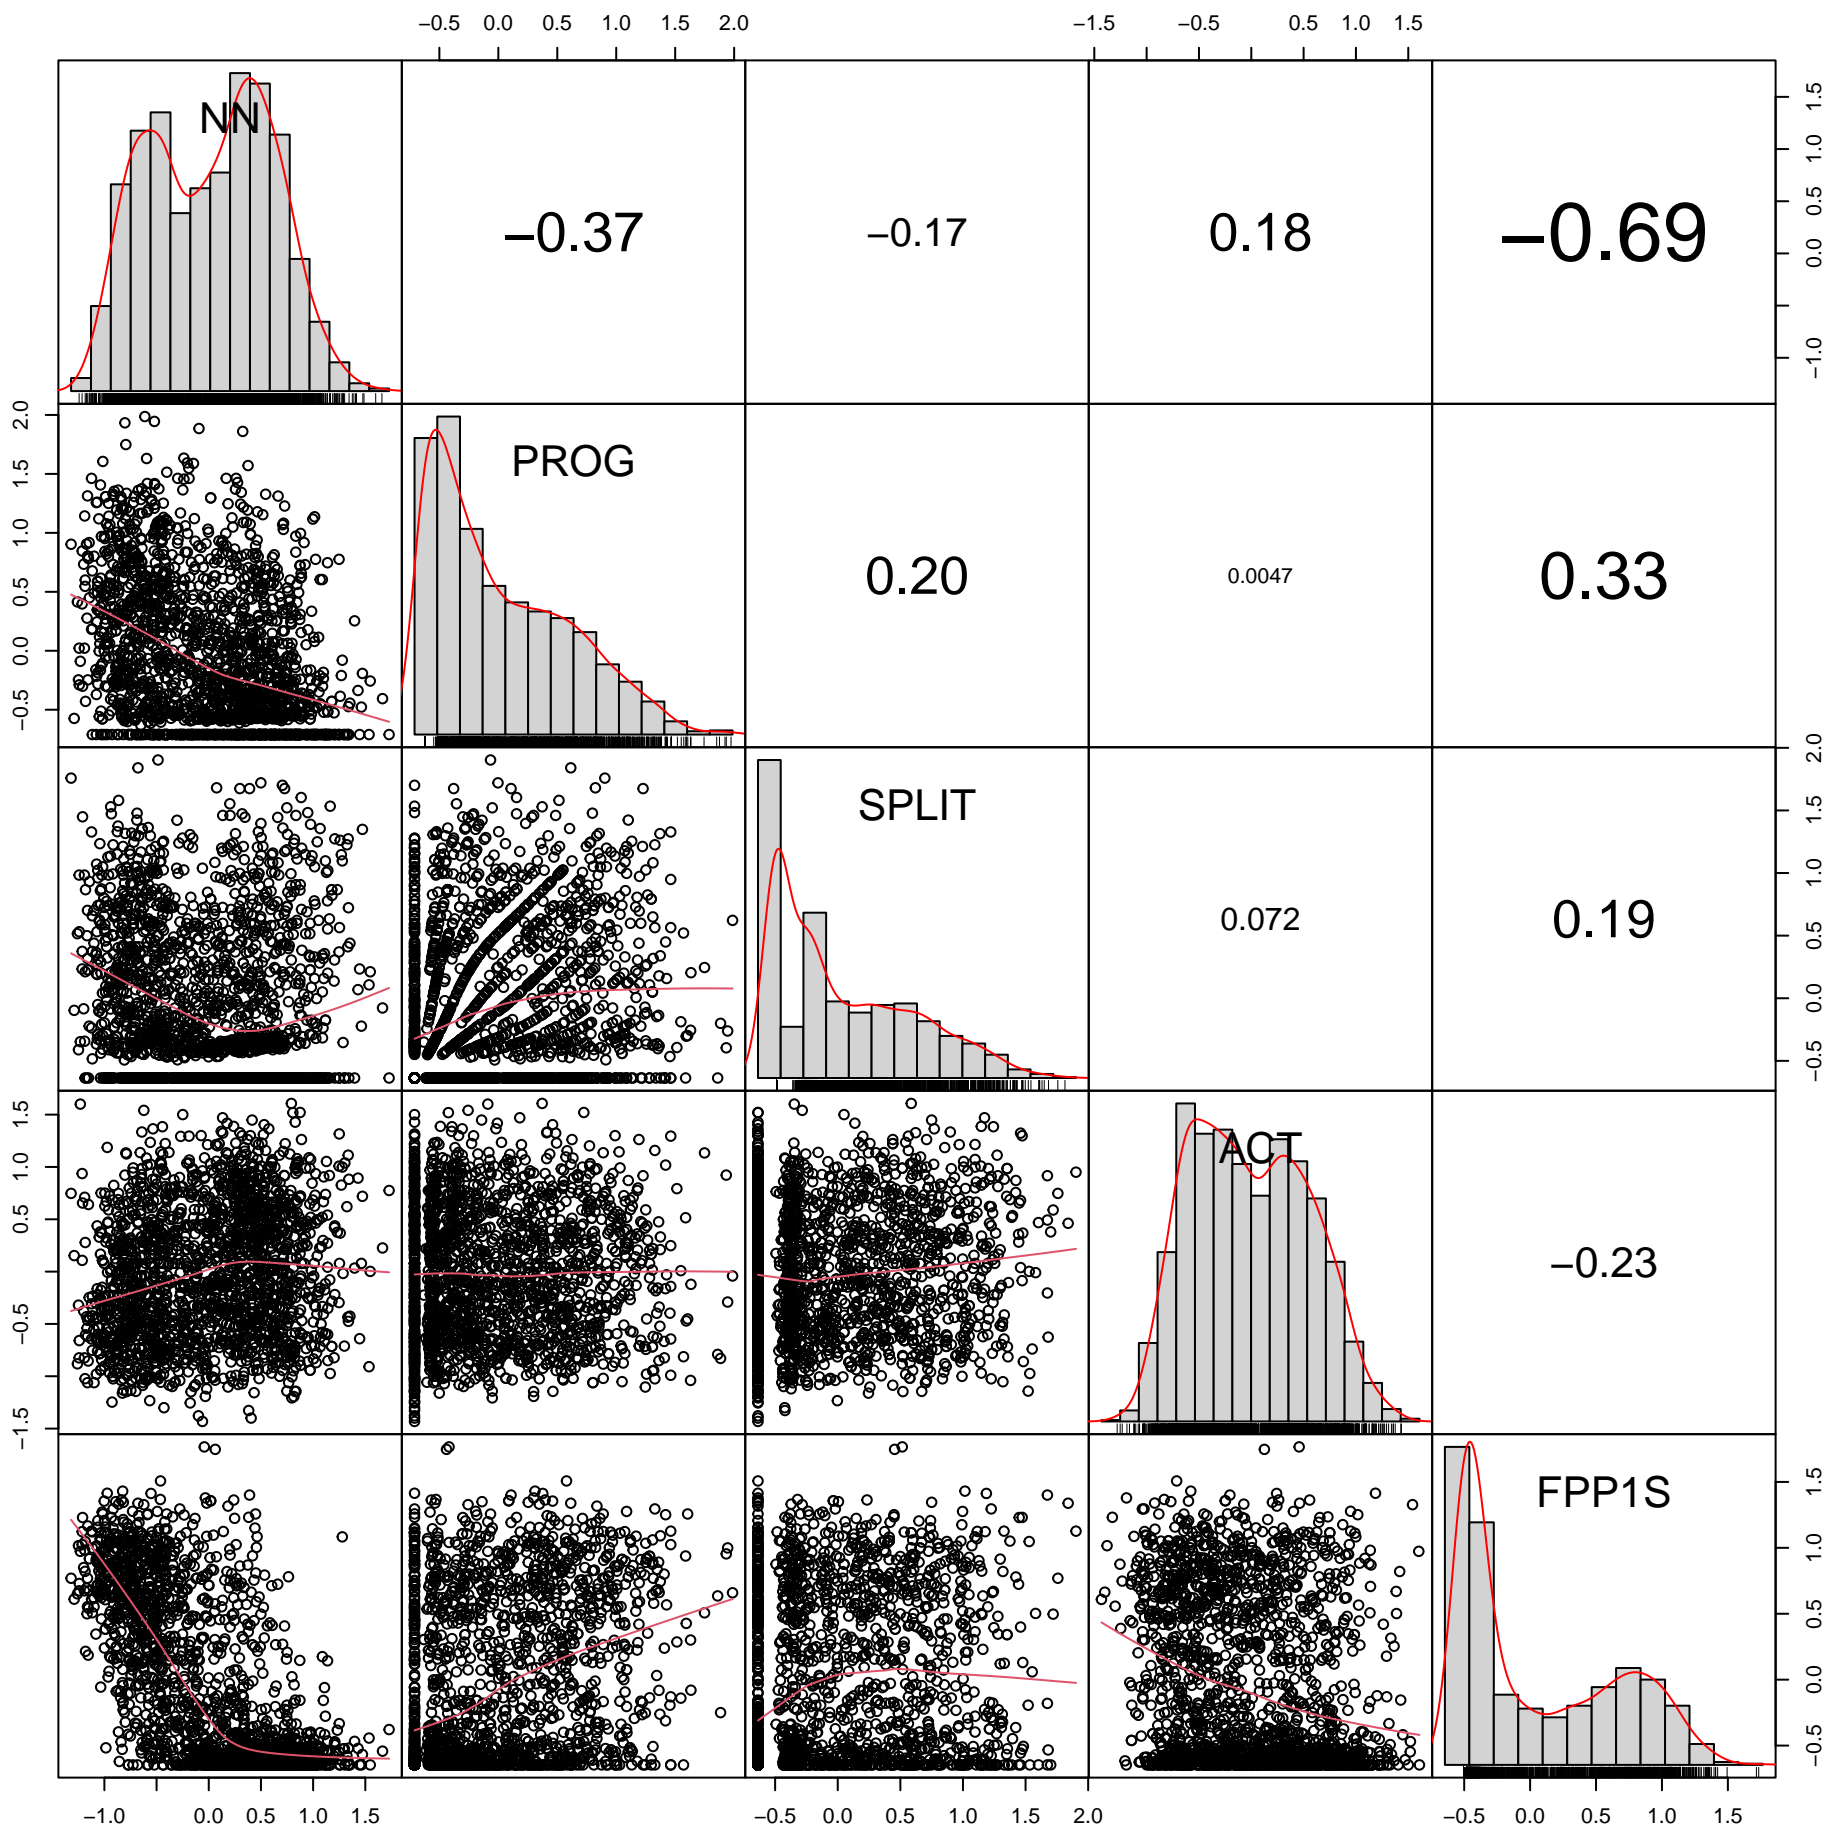 −0.5 0.0 0.5 1.0 2.0 −1.5 −0.5 0.5 1.0 1.5
NN −0.37 −0.17 0.18 −0.69
−1.0 0.0 0.5 1.0 1.5
PROG 0.20 0.0047 0.33
−0.5 0.0 0.5 1.0 1.5 2.0
SPLIT 0.072 0.19
−0.5 0.0 0.5 1.0 1.5 2.0
ACT −0.23
−1.5 −0.5 0.5 1.0 1.5
FPP1S
−0.5 0.0 0.5 1.0 1.5
−1.0 0.0 0.5 1.0 1.5 −0.5 0.0 0.5 1.0 2.0 −0.5 0.0 0.5 1.0 1.5